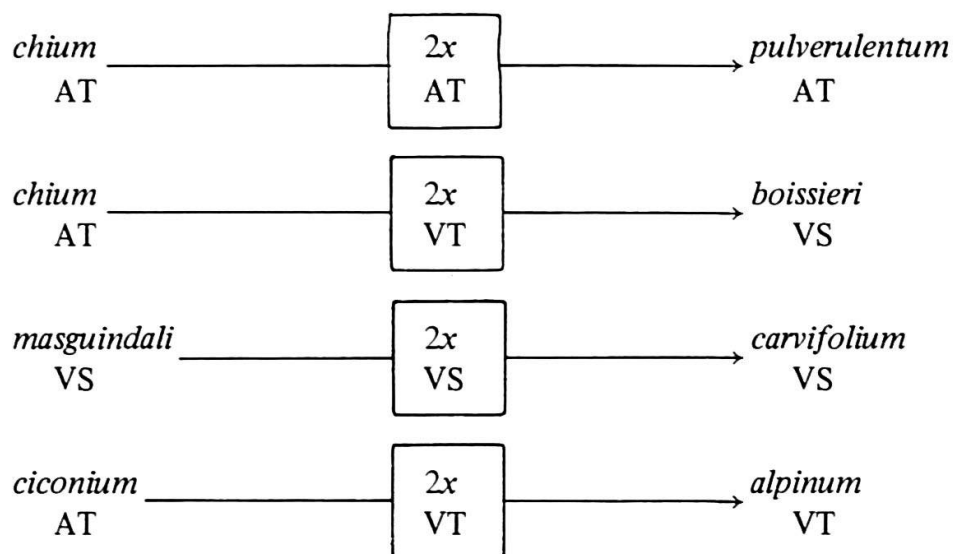 chium 2x pulverulentum
AT AT AT
chium 2x boissieri
AT VT VS
masguindali 2x carvifolium
VS VS VS
ciconium 2x alpinum
AT VT VT